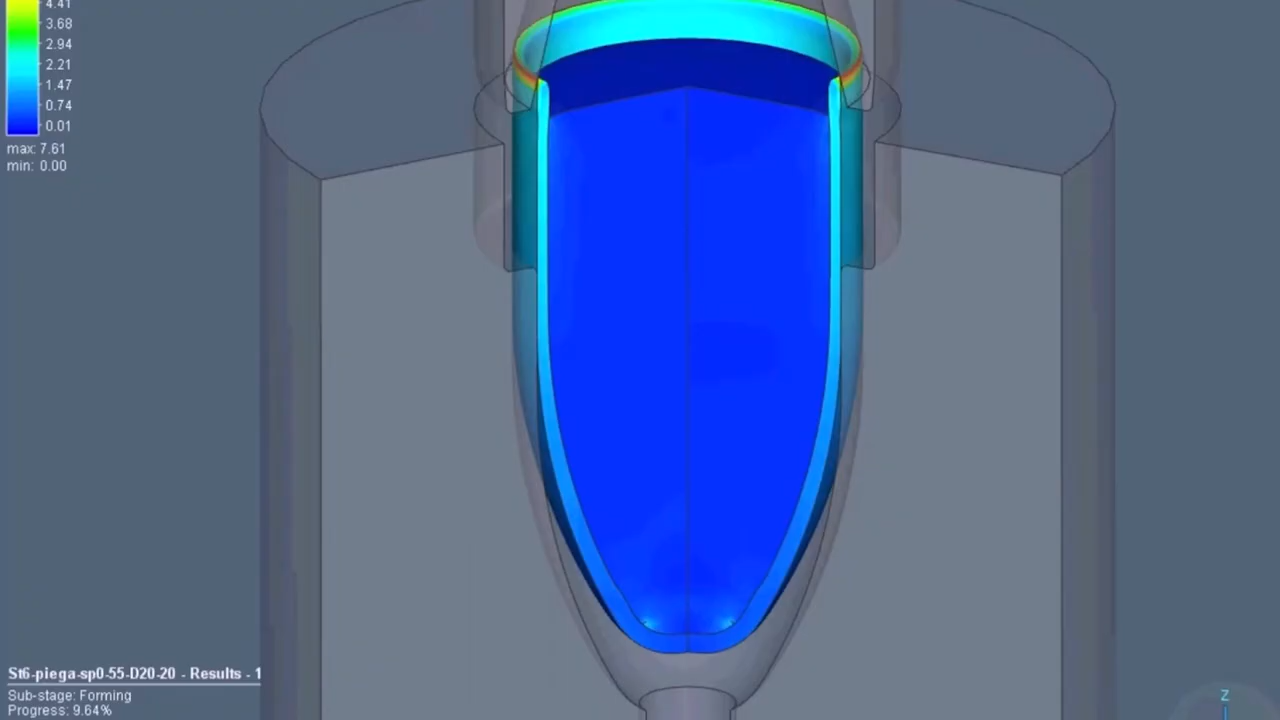 4.41
3.68
2.94
2.21
1.47
0.74
0.01
max: 7.61
min: 0.00
St6-piega-sp0-55-D20-20 - Results - 1
Sub-stage: Forming
Progress: 9.64%
Z